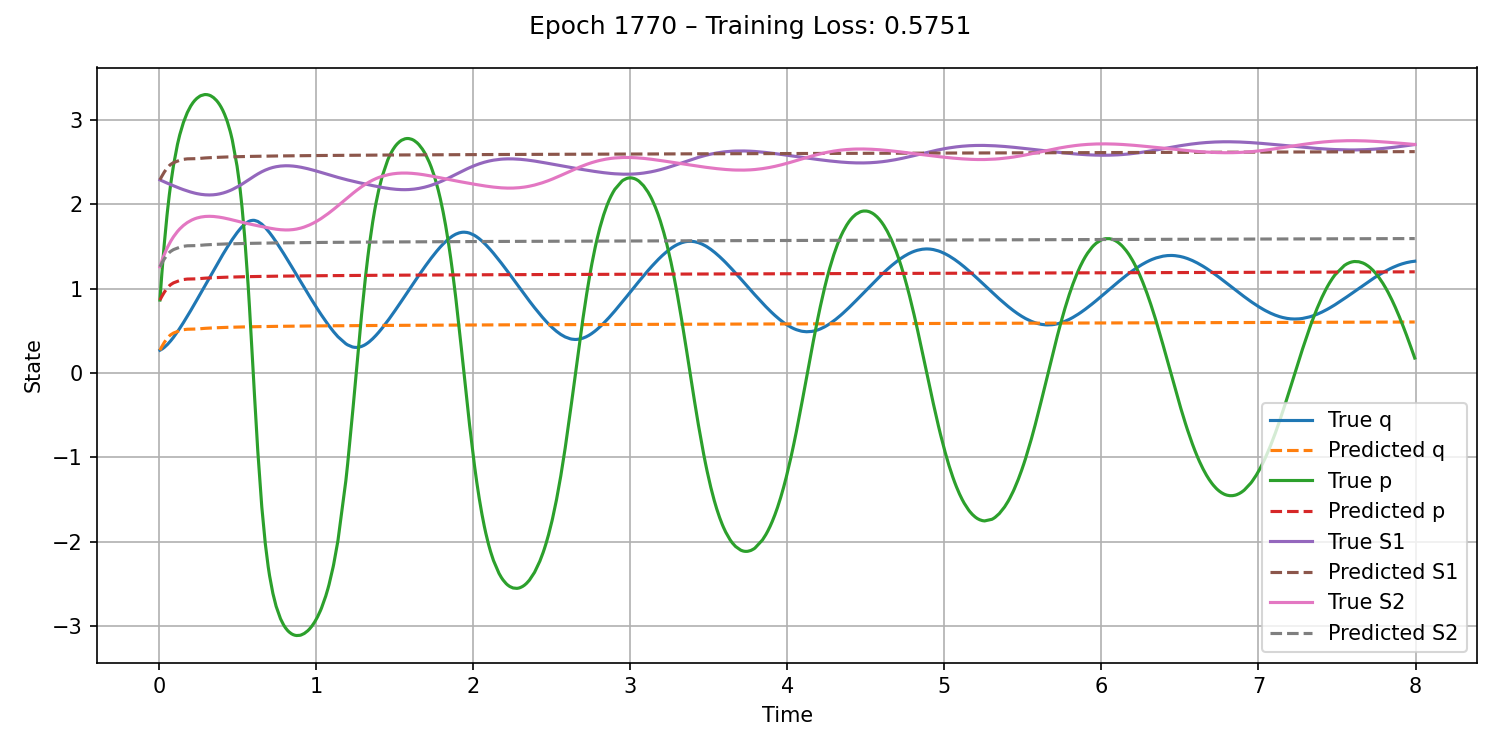 Epoch 1770 – Training Loss: 0.5751
State
3
2
1
0
−1
−2
−3
0 1 2 3 4 5 6 7 8
Time
True q
Predicted q
True p
Predicted p
True S1
Predicted S1
True S2
Predicted S2